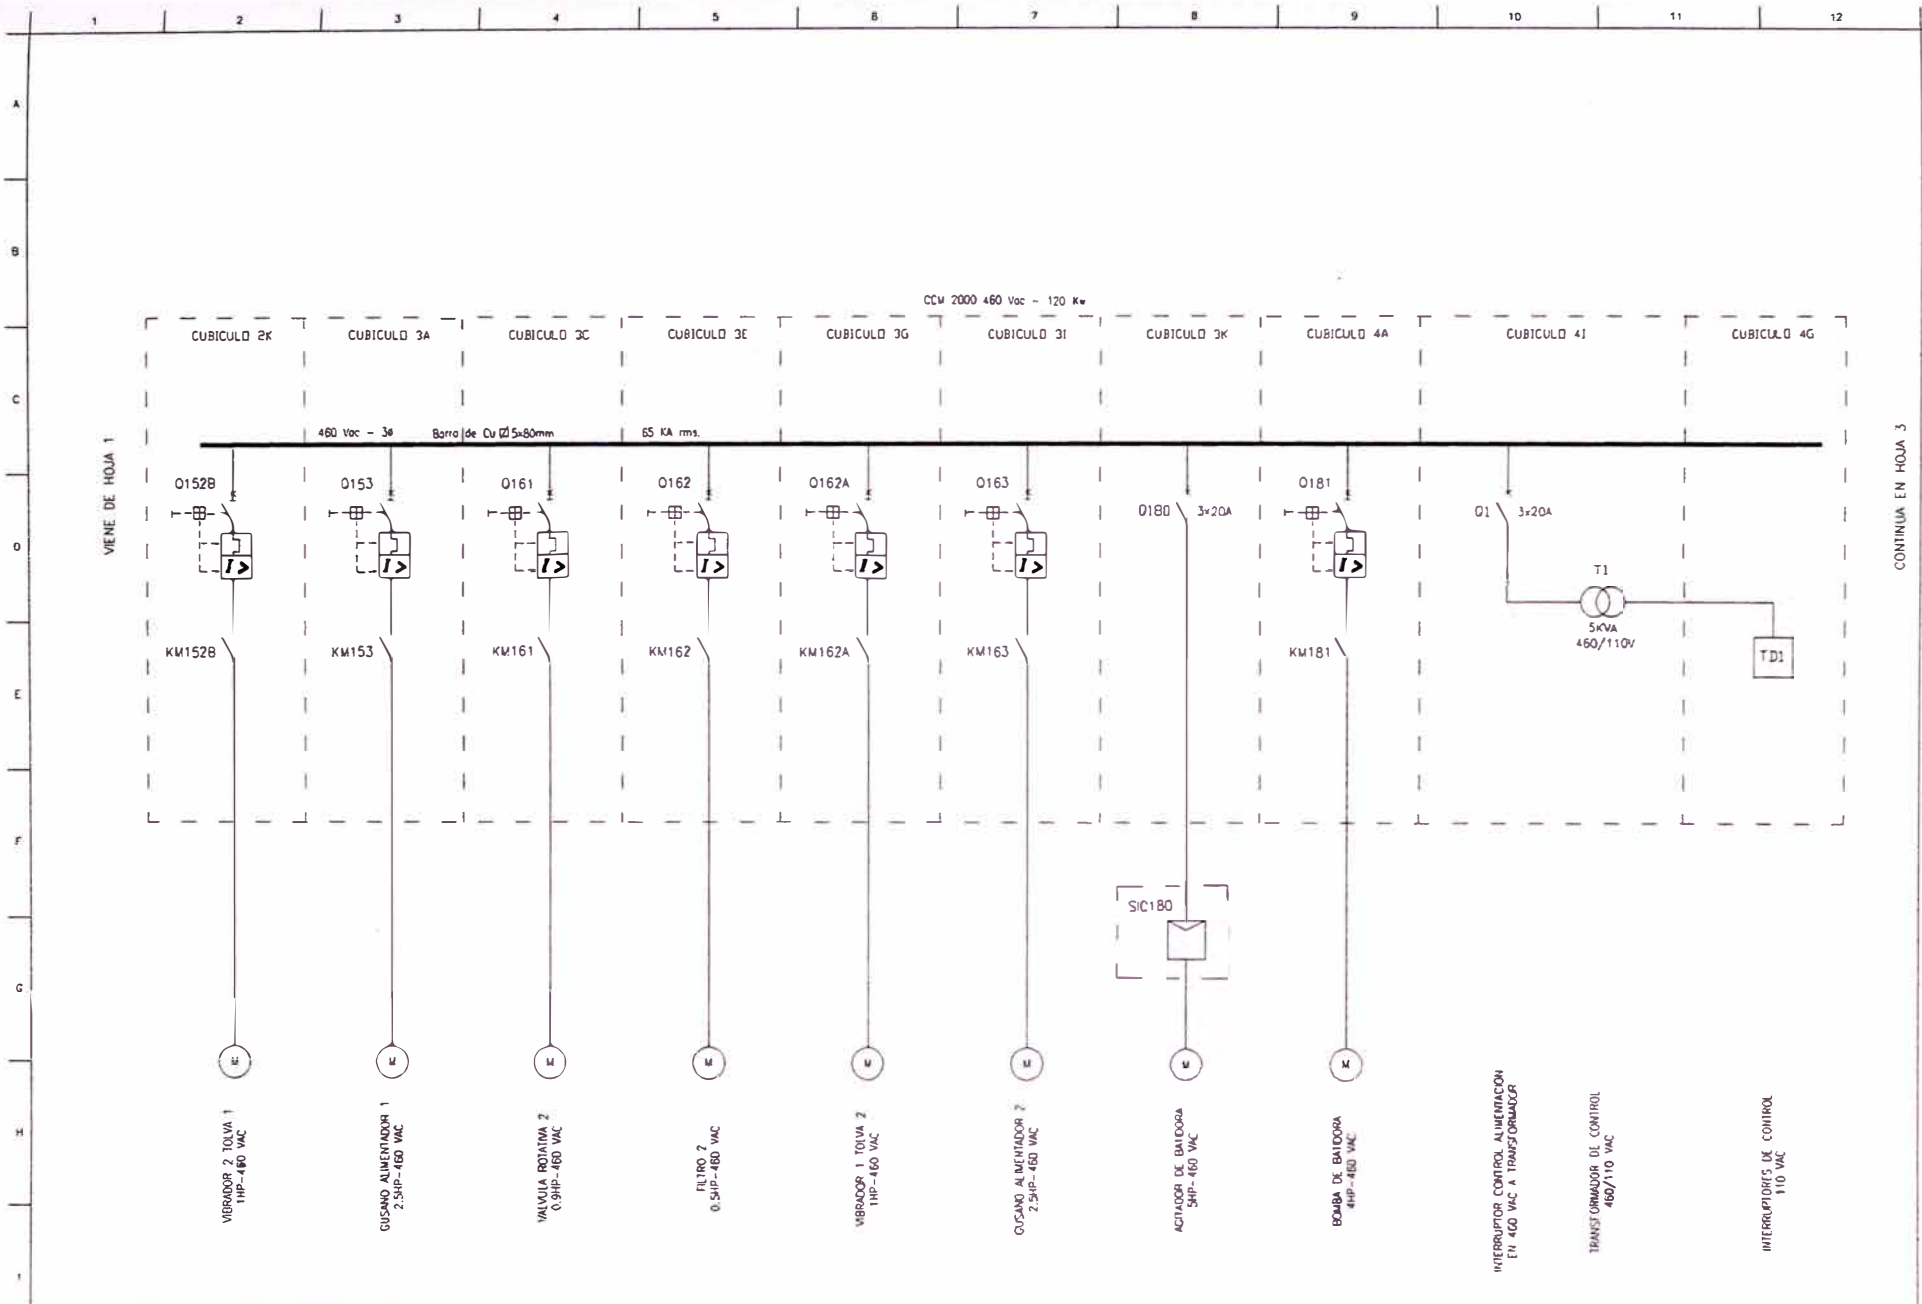 1 2 3 4 5 6 7 8 9 10 11 12
A
B
C
D
E
F
G
H
I
VIENE DE HOJA 1
CONTINUA EN HOJA 3
CCM 2000 460 Vac - 120 Kw
CUBICULO 2K
CUBICULO 3A
CUBICULO 3C
CUBICULO 3E
CUBICULO 3G
CUBICULO 3I
CUBICULO 3K
CUBICULO 4A
CUBICULO 4I
CUBICULO 4G
460 Vac - 3Ø Barra de Cu 5x80mm 65 KA rms.
Q152B
Q153
Q161
Q162
Q162A
Q163
Q180 3x20A
Q181
Q1 3x20A
I >
I >
I >
I >
I >
I >
I >
T1
5KVA
460/110V
TD1
KM152B
KM153
KM161
KM162
KM162A
KM163
KM181
SIC180
M
M
M
M
M
M
M
M
VIBRADOR 2 TOLVA 1
1HP-460 VAC
GUSANO ALIMENTADOR 1
2.5HP-460 VAC
VALVULA ROTATIVA 2
0.9HP-460 VAC
FILTRO 2
0.5HP-460 VAC
VIBRADOR 1 TOLVA 2
1HP-460 VAC
GUSANO ALIMENTADOR 2
2.5HP-460 VAC
AGITADOR DE BATIDORA
5HP-460 VAC
BOMBA DE BATIDORA
4HP-460 VAC
INTERRUPTOR CONTROL ALIMENTACION
EN 460 VAC A TRANSFORMADOR
TRANSFORMADOR DE CONTROL
460/110 VAC
INTERRUPTORES DE CONTROL
110 VAC